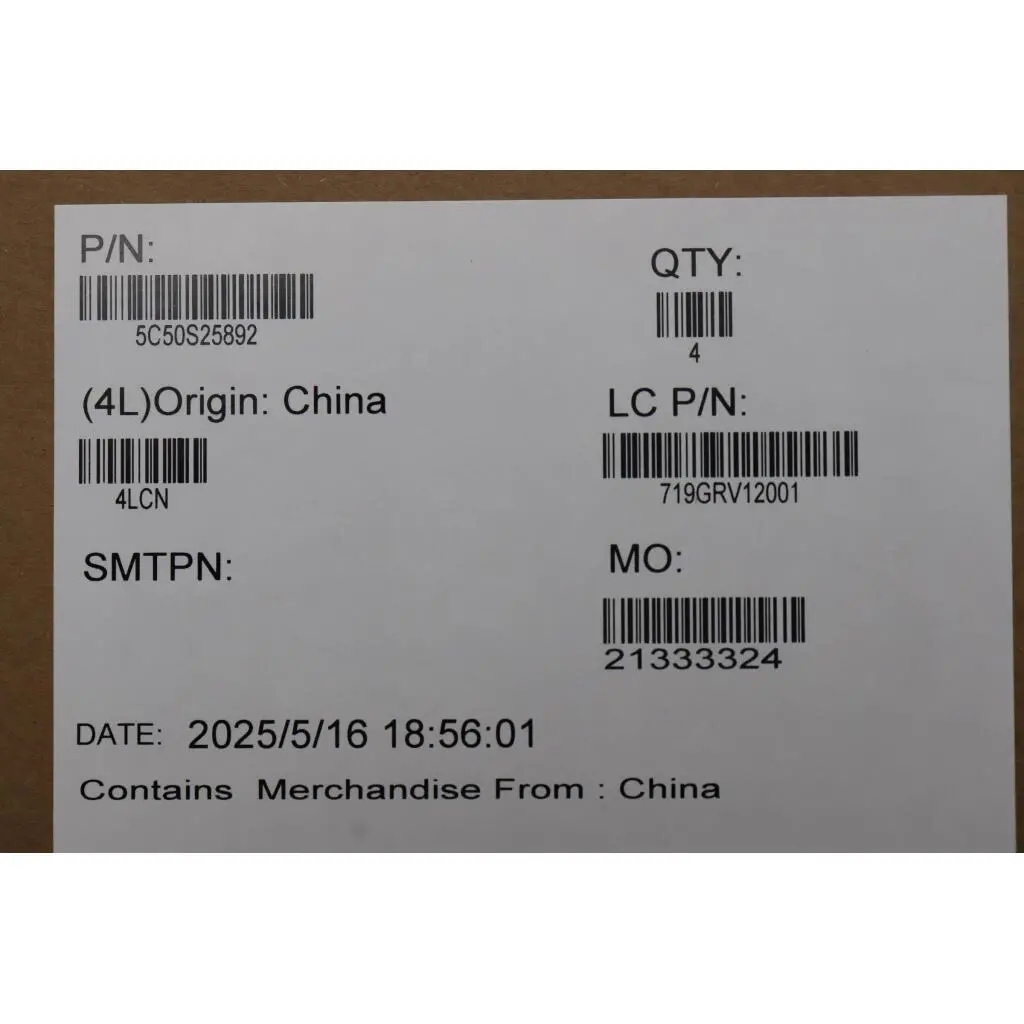 P/N:
5C50S25892
QTY:
4
(4L)Origin: China
4LCN
LC P/N:
719GRV12001
SMTPN:
MO:
21333324
DATE: 2025/5/16 18:56:01
Contains Merchandise From : China